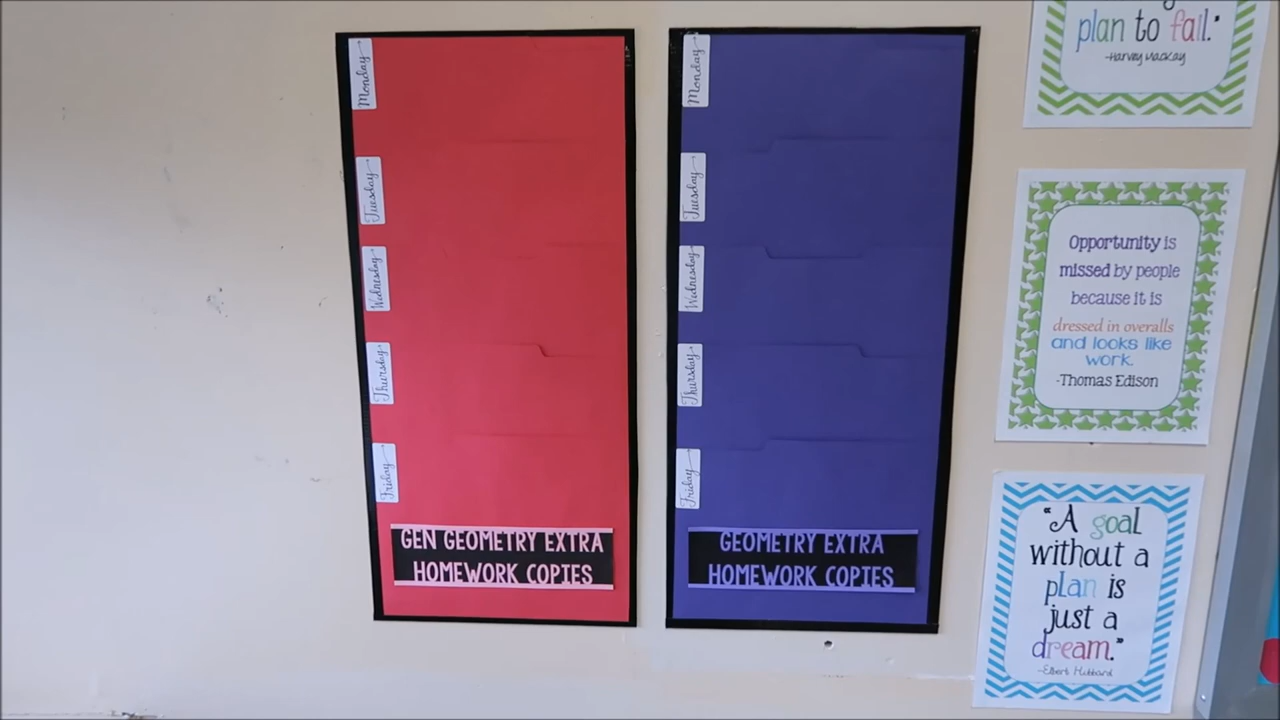 Monday
Tuesday
Wednesday
Thursday
Friday
GEN GEOMETRY EXTRA
HOMEWORK COPIES
Monday
Tuesday
Wednesday
Thursday
Friday
GEOMETRY EXTRA
HOMEWORK COPIES
plan to fail."
-Harvey Mackay
Opportunity is
missed by people
because it is
dressed in overalls
and looks like
work.
-Thomas Edison
"A goal
without a
plan is
just a
dream."
-Elbert Hubbard